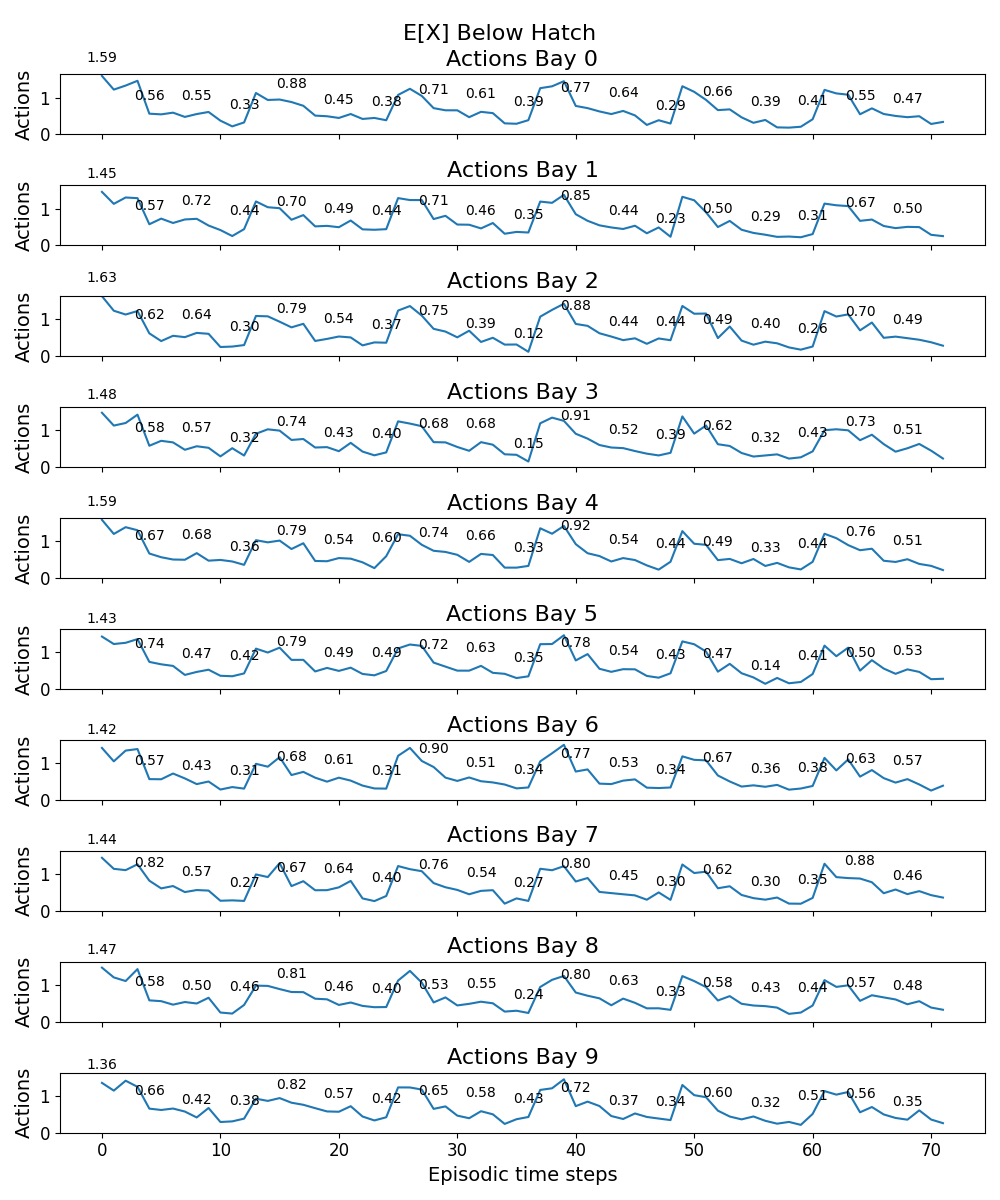 E[X] Below Hatch
Actions Bay 0
1.59 0.56 0.55 0.33 0.88 0.45 0.38 0.71 0.61 0.39 0.77 0.64 0.29 0.66 0.39 0.41 0.55 0.47
Actions
1
0
Actions Bay 1
1.45 0.57 0.72 0.44 0.70 0.49 0.44 0.71 0.46 0.35 0.85 0.44 0.23 0.50 0.29 0.31 0.67 0.50
Actions
1
0
Actions Bay 2
1.63 0.62 0.64 0.30 0.79 0.54 0.37 0.75 0.39 0.12 0.88 0.44 0.44 0.49 0.40 0.26 0.70 0.49
Actions
1
0
Actions Bay 3
1.48 0.58 0.57 0.32 0.74 0.43 0.40 0.68 0.68 0.15 0.91 0.52 0.39 0.62 0.32 0.43 0.73 0.51
Actions
1
0
Actions Bay 4
1.59 0.67 0.68 0.36 0.79 0.54 0.60 0.74 0.66 0.33 0.92 0.54 0.44 0.49 0.33 0.44 0.76 0.51
Actions
1
0
Actions Bay 5
1.43 0.74 0.47 0.42 0.79 0.49 0.49 0.72 0.63 0.35 0.78 0.54 0.43 0.47 0.14 0.41 0.50 0.53
Actions
1
0
Actions Bay 6
1.42 0.57 0.43 0.31 0.68 0.61 0.31 0.90 0.51 0.34 0.77 0.53 0.34 0.67 0.36 0.38 0.63 0.57
Actions
1
0
Actions Bay 7
1.44 0.82 0.57 0.27 0.67 0.64 0.40 0.76 0.54 0.27 0.80 0.45 0.30 0.62 0.30 0.35 0.88 0.46
Actions
1
0
Actions Bay 8
1.47 0.58 0.50 0.46 0.81 0.46 0.40 0.53 0.55 0.24 0.80 0.63 0.33 0.58 0.43 0.44 0.57 0.48
Actions
1
0
Actions Bay 9
1.36 0.66 0.42 0.38 0.82 0.57 0.42 0.65 0.58 0.43 0.72 0.37 0.34 0.60 0.32 0.51 0.56 0.35
Actions
1
0
0 10 20 30 40 50 60 70
Episodic time steps